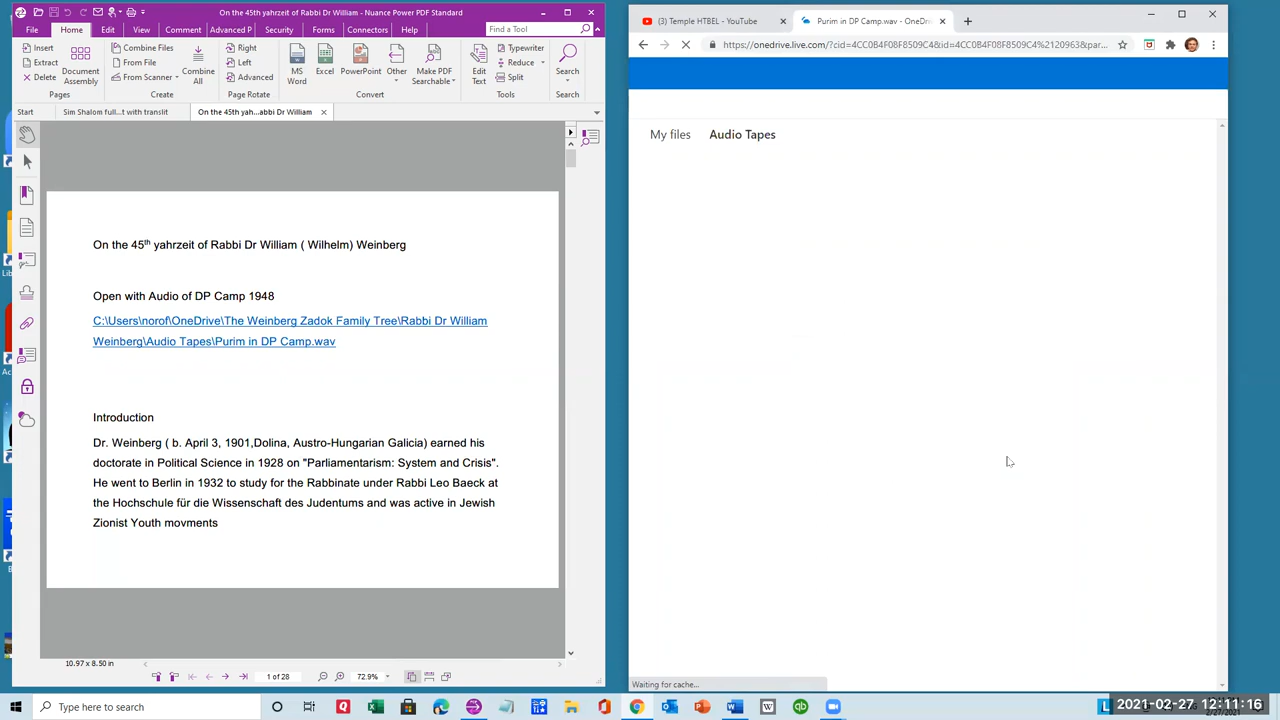 On the 45th yahrzeit of Rabbi Dr William - Nuance Power PDF Standard
File Home Edit View Comment Advanced P Security Forms Connectors Help Find a Tool
Insert
Extract
Delete
Pages
Document
Assembly
Combine Files
From File
From Scanner
Create
Combine
All
Right
Left
Advanced
Page Rotate
MS
Word
Excel
PowerPoint
Other
Make PDF
Searchable
Convert
Edit
Text
Typewriter
Reduce
Split
Tools
Search
Search
Start Sim Shalom full...t with translit On the 45th yah...abbi Dr William
On the 45th yahrzeit of Rabbi Dr William ( Wilhelm) Weinberg
Open with Audio of DP Camp 1948
C:\Users\norof\OneDrive\The Weinberg Zadok Family Tree\Rabbi Dr William
Weinberg\Audio Tapes\Purim in DP Camp.wav
Introduction
Dr. Weinberg ( b. April 3, 1901,Dolina, Austro-Hungarian Galicia) earned his
doctorate in Political Science in 1928 on "Parliamentarism: System and Crisis".
He went to Berlin in 1932 to study for the Rabbinate under Rabbi Leo Baeck at
the Hochschule für die Wissenschaft des Judentums and was active in Jewish
Zionist Youth movments
10.97 x 8.50 in
1 of 28
72.9%
(3) Temple HTBEL - YouTube
Purim in DP Camp.wav - OneDri
My files Audio Tapes
Waiting for cache...
Type here to search
2021-02-27, 12:11:16